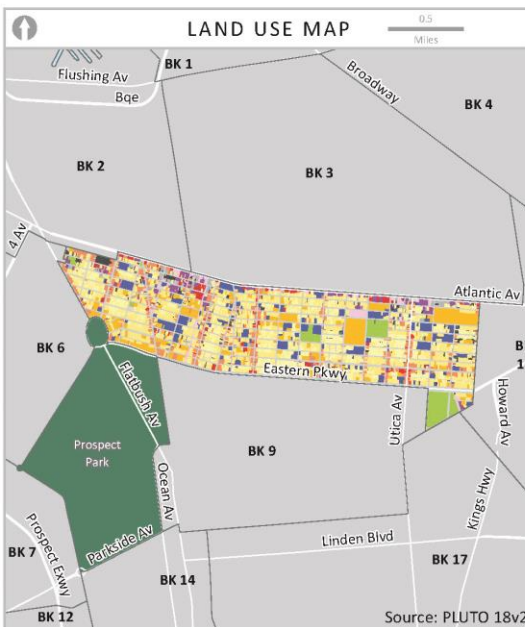 LAND USE MAP
0.5
Miles
BK 1
Flushing Av
Bqe
Broadway
BK 4
BK 2
BK 3
4 Av
Atlantic Av
BK 6
Eastern Pkwy
Flatbush Av
Utica Av
Howard Av
Prospect
Park
BK 9
Ocean Av
Kings Hwy
Prospect Expwy
Parkside Av
Linden Blvd
BK 7
BK 14
BK 17
BK 12
Source: PLUTO 18v2